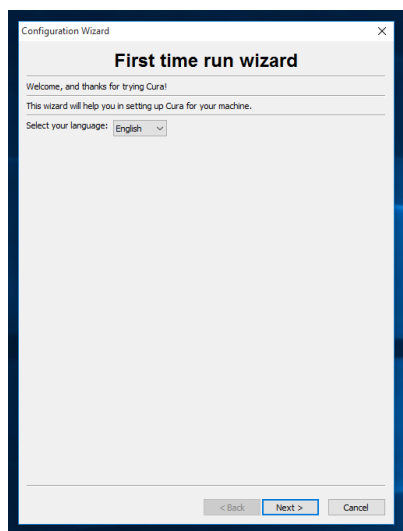 Configuration Wizard
First time run wizard
Welcome, and thanks for trying Cura!
This wizard will help you in setting up Cura for your machine.
Select your language: English
< Back Next > Cancel